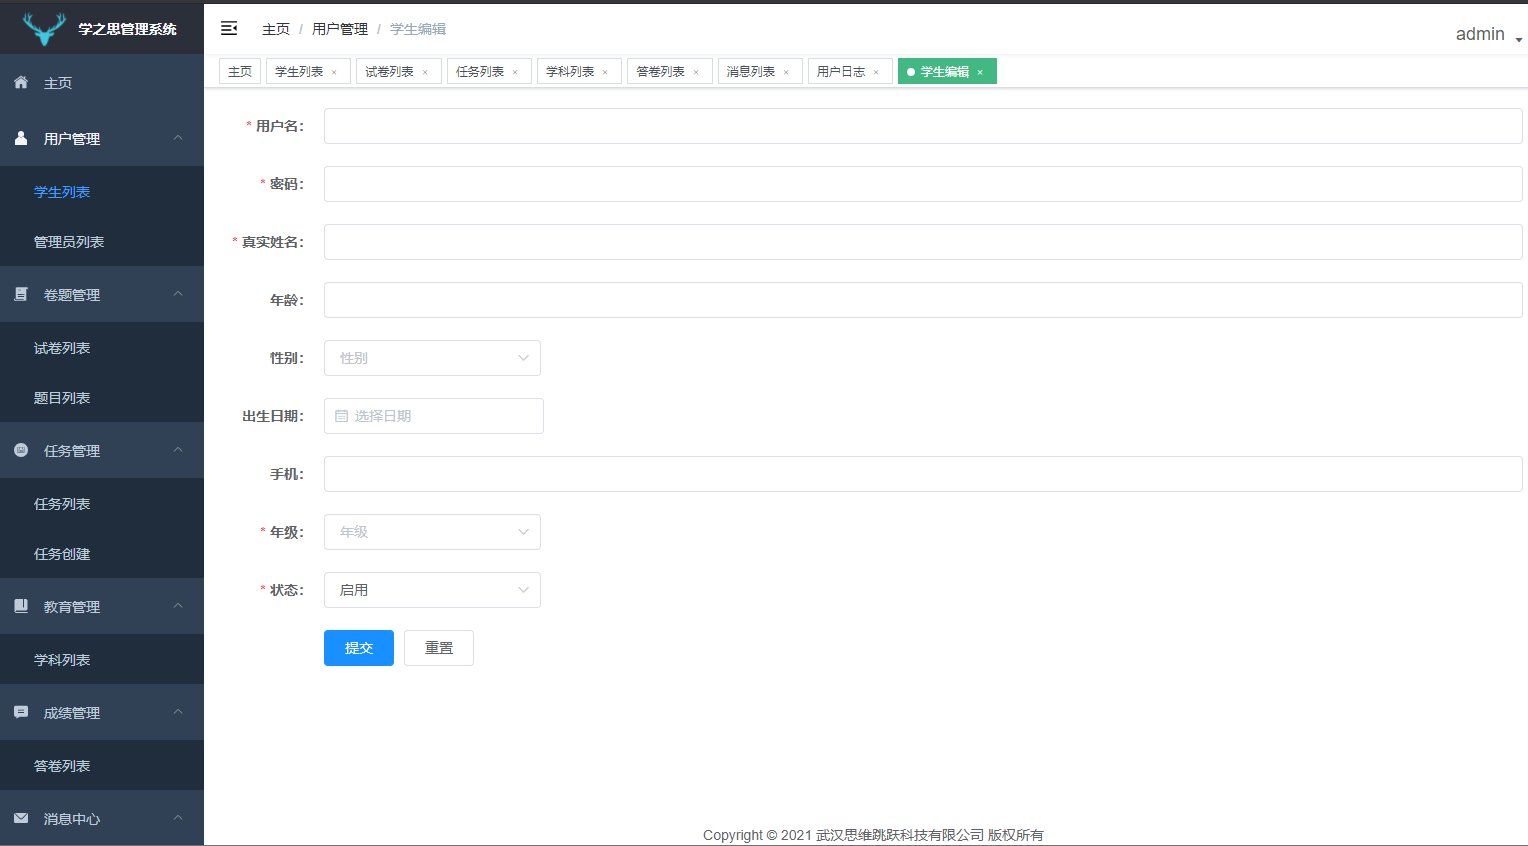 学之思管理系统
主页 / 用户管理 / 学生编辑
admin
主页 学生列表 × 试卷列表 × 任务列表 × 学科列表 × 答卷列表 × 消息列表 × 用户日志 × 学生编辑 ×
主页
用户管理
学生列表
管理员列表
卷题管理
试卷列表
题目列表
任务管理
任务列表
任务创建
教育管理
学科列表
成绩管理
答卷列表
消息中心
* 用户名：
* 密码：
* 真实姓名：
年龄：
性别： 性别
出生日期： 选择日期
手机：
* 年级： 年级
* 状态： 启用
提交 重置
Copyright © 2021 武汉思维跳跃科技有限公司 版权所有